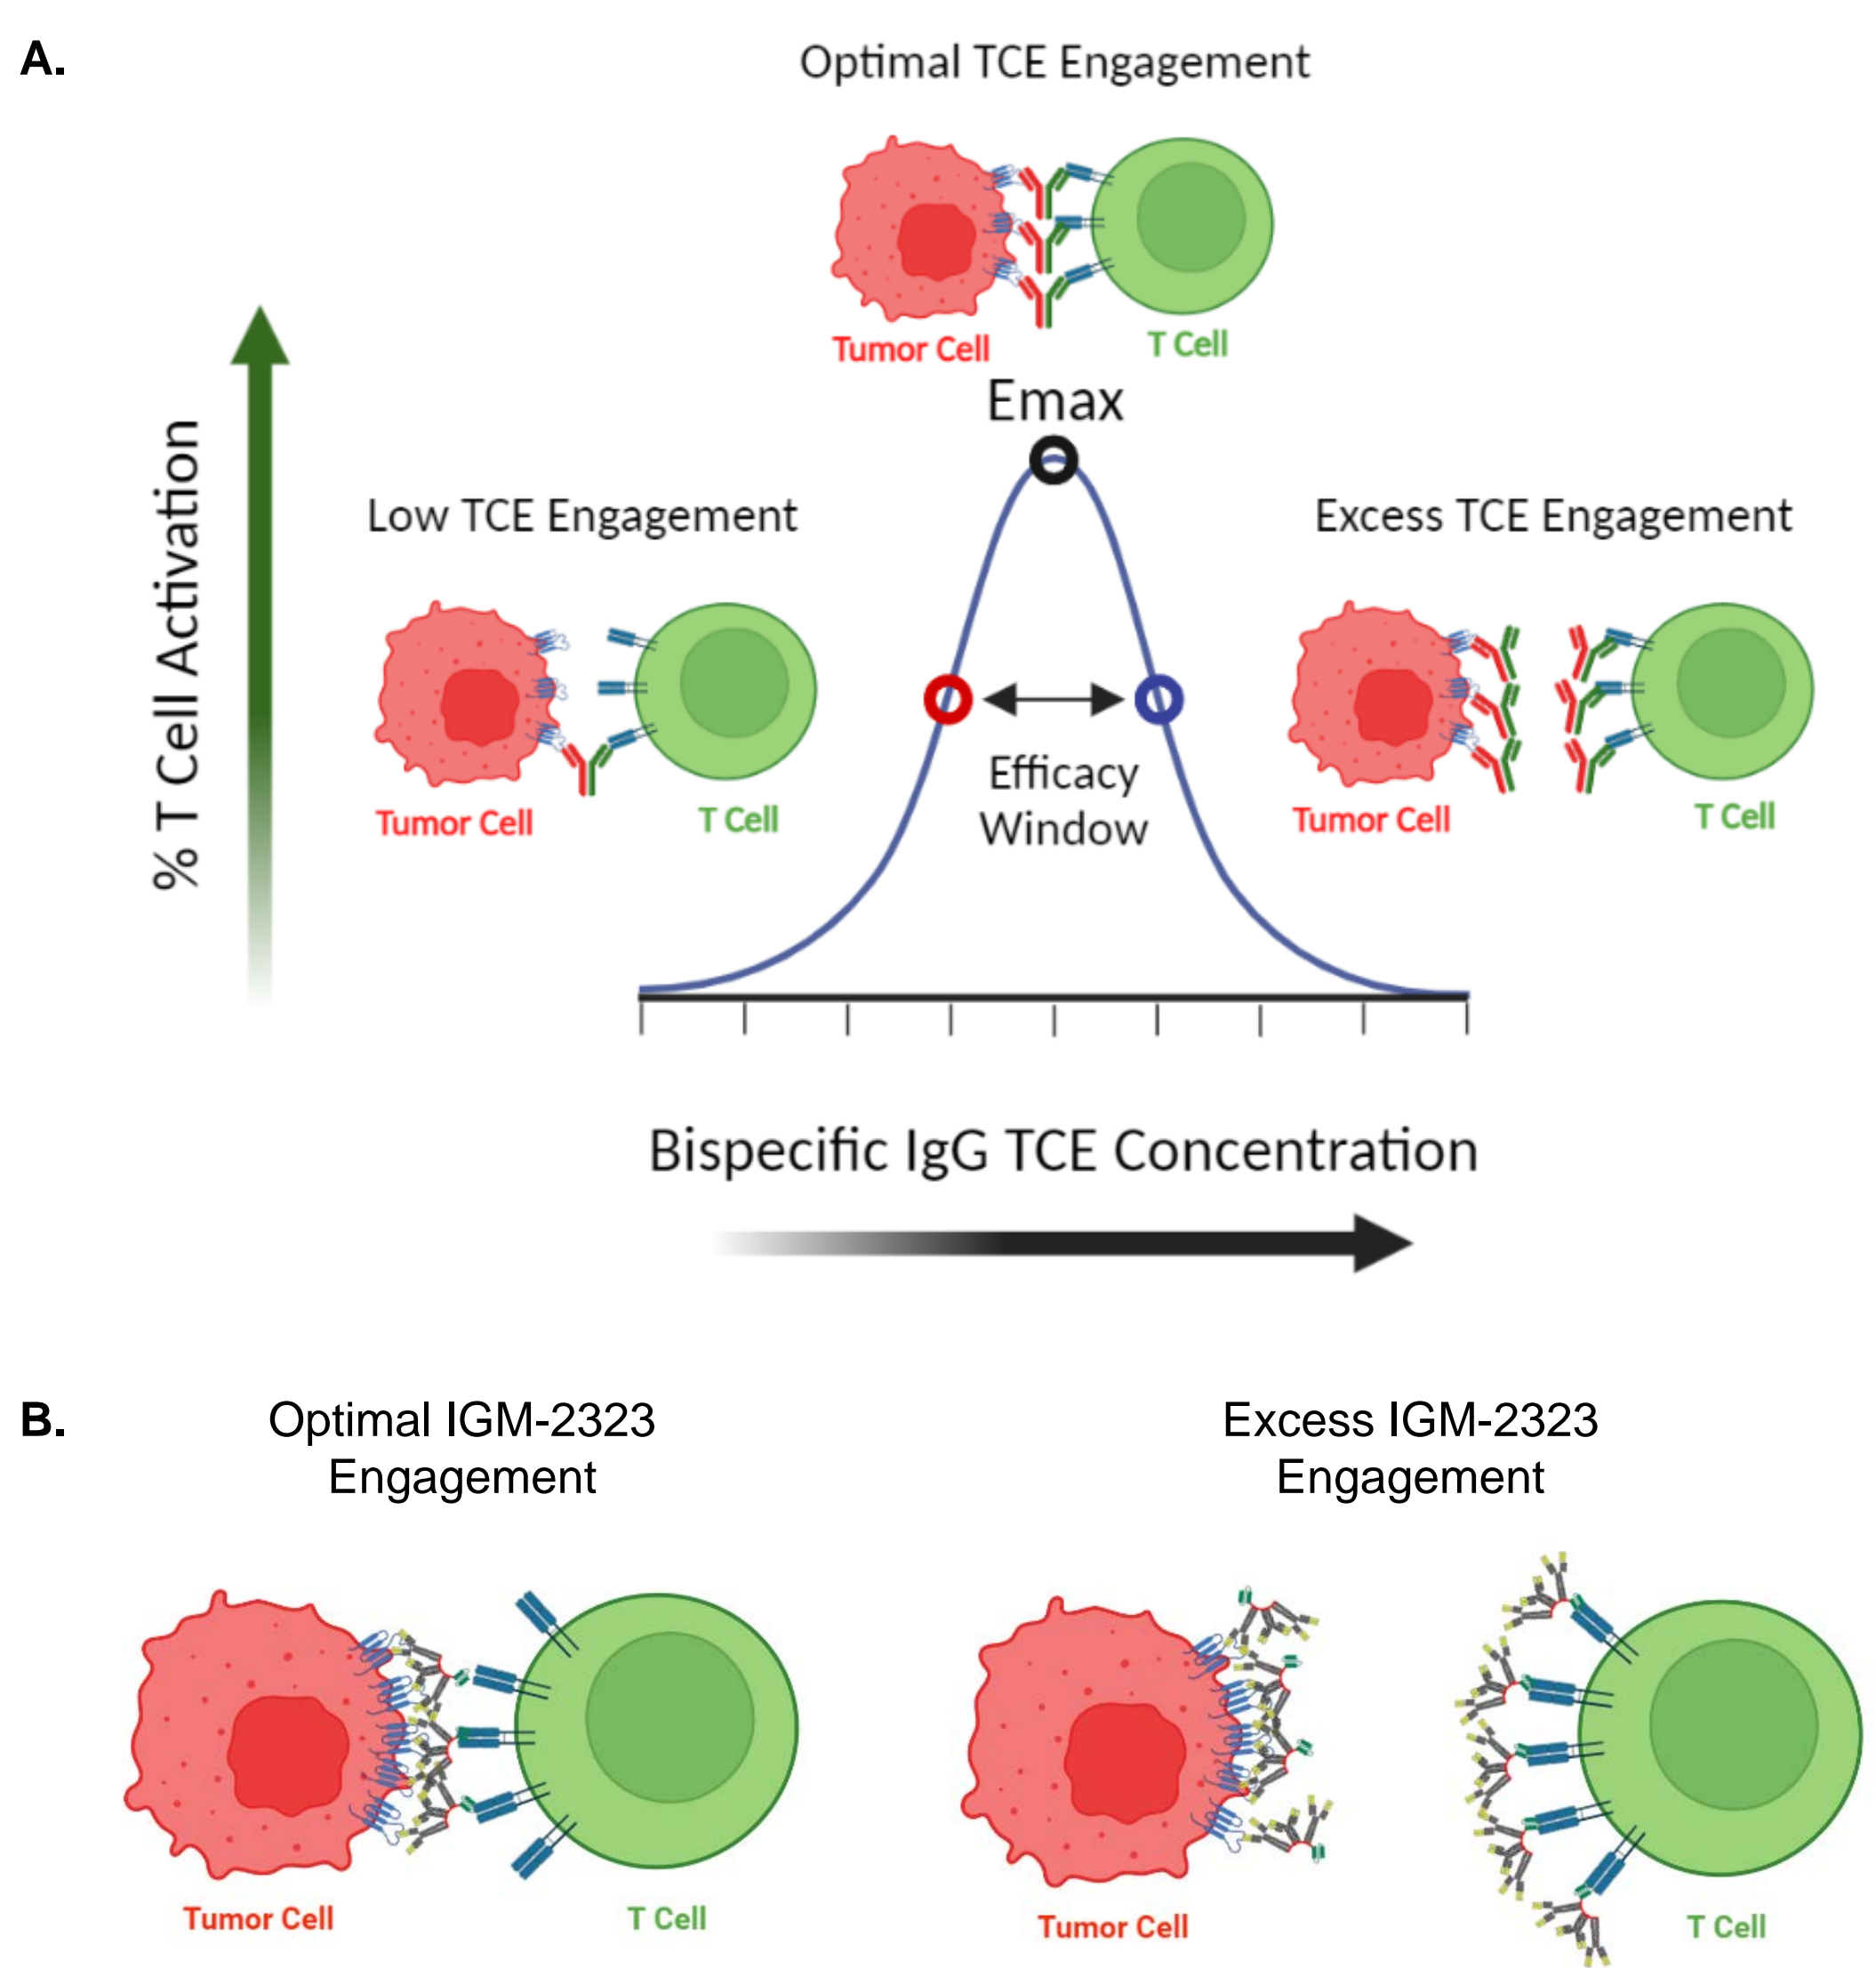 A.
Optimal TCE Engagement
Tumor Cell
T Cell
Emax
% T Cell Activation
Low TCE Engagement
Excess TCE Engagement
Tumor Cell
T Cell
Efficacy
Window
Tumor Cell
T Cell
Bispecific IgG TCE Concentration
B.
Optimal IGM-2323
Engagement
Excess IGM-2323
Engagement
Tumor Cell
T Cell
Tumor Cell
T Cell